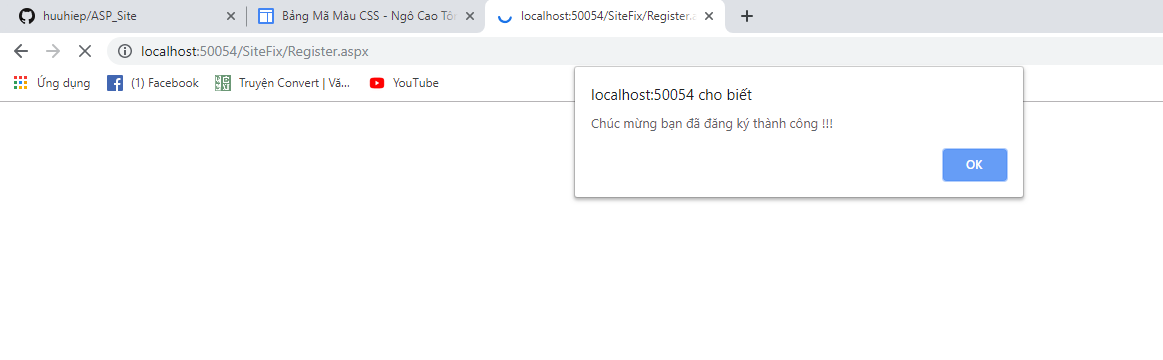 huuhiep/ASP_Site
Bảng Mã Màu CSS - Ngô Cao Tôn
localhost:50054/SiteFix/Register.a
localhost:50054/SiteFix/Register.aspx
Ứng dụng
(1) Facebook
Truyện Convert | Vă...
YouTube
localhost:50054 cho biết
Chúc mừng bạn đã đăng ký thành công !!!
OK